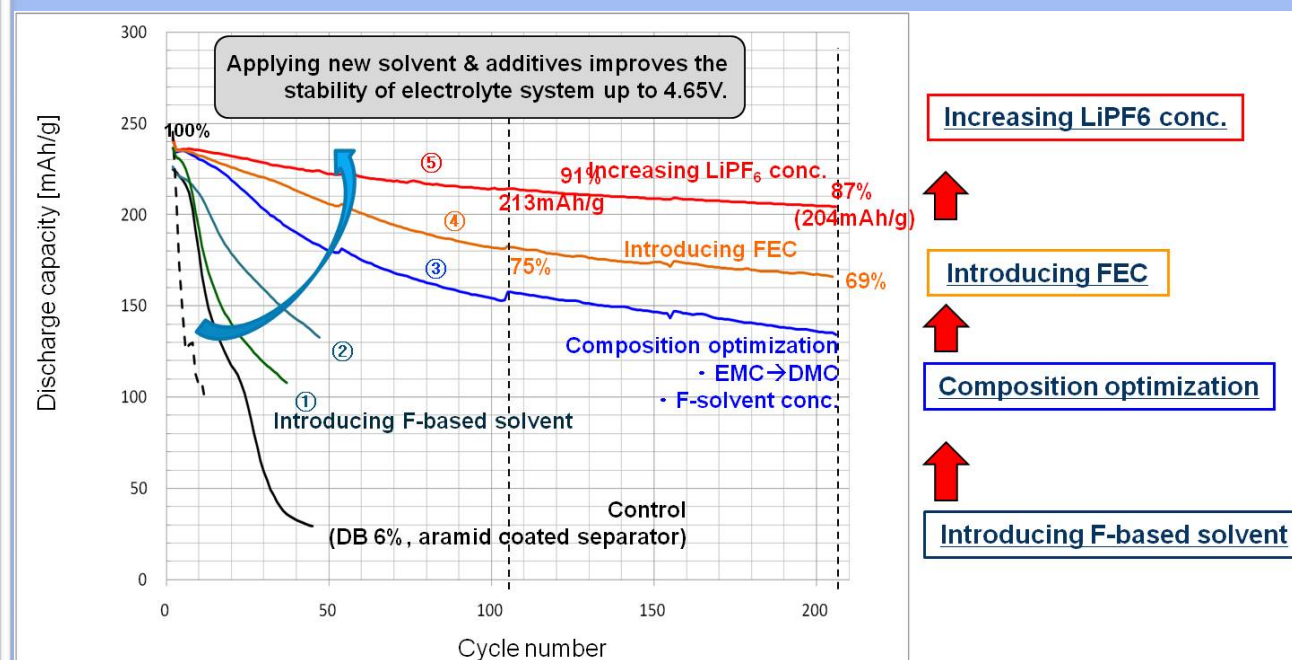 300
250
200
150
100
50
0
Discharge capacity [mAh/g]
Applying new solvent & additives improves the
stability of electrolyte system up to 4.65V.
100%
⑤
91%
Increasing LiPF₆ conc.
213mAh/g
87%
(204mAh/g)
④
Introducing FEC
75%
69%
③
Composition optimization
・ EMC→DMC
・ F-solvent conc.
②
①
Introducing F-based solvent
Control
(DB 6%, aramid coated separator)
0
50
100
150
200
Cycle number
Increasing LiPF6 conc.
Introducing FEC
Composition optimization
Introducing F-based solvent